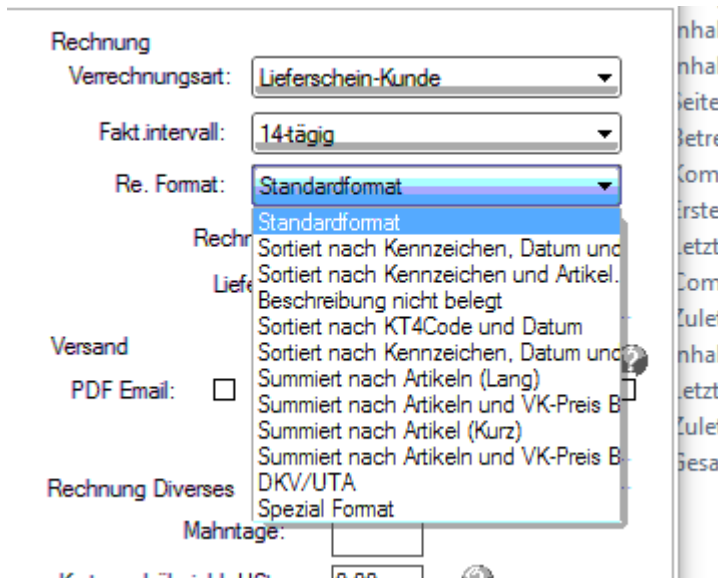 Rechnung
Verrechnungsart: Lieferschein-Kunde
Fakt.intervall: 14-tägig
Re. Format: Standardformat
Standardformat
Sortiert nach Kennzeichen, Datum und
Sortiert nach Kennzeichen und Artikel.
Beschreibung nicht belegt
Sortiert nach KT4Code und Datum
Sortiert nach Kennzeichen, Datum und
Summiert nach Artikeln (Lang)
Summiert nach Artikeln und VK-Preis B
Summiert nach Artikel (Kurz)
Summiert nach Artikeln und VK-Preis B
DKV/UTA
Spezial Format
Rechn
Liefe
Versand
PDF Email:
Rechnung Diverses
Mahntage: